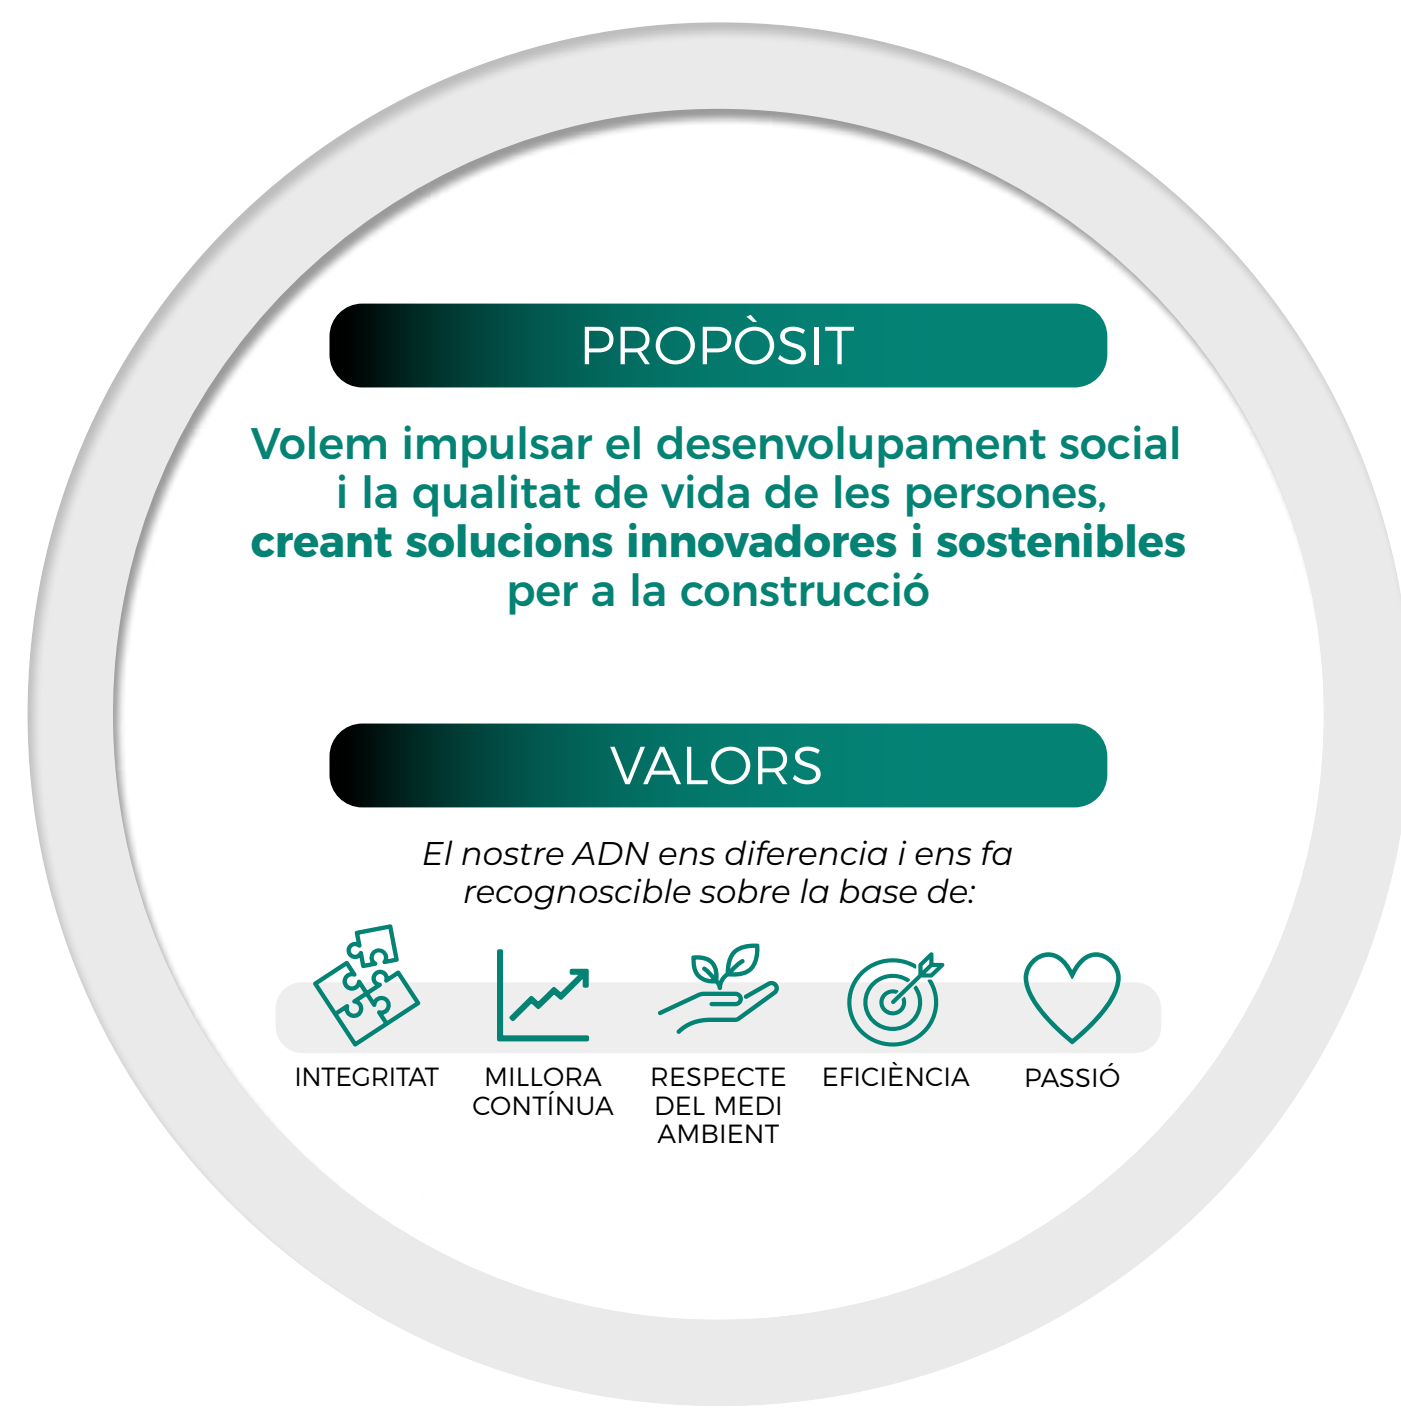 PROPÒSIT
Volem impulsar el desenvolupament social
i la qualitat de vida de les persones,
creant solucions innovadores i sostenibles
per a la construcció
VALORS
El nostre ADN ens diferencia i ens fa
recognoscible sobre la base de:
INTEGRITAT
MILLORA
CONTÍNUA
RESPECTE
DEL MEDI
AMBIENT
EFICIÈNCIA
PASSIÓ